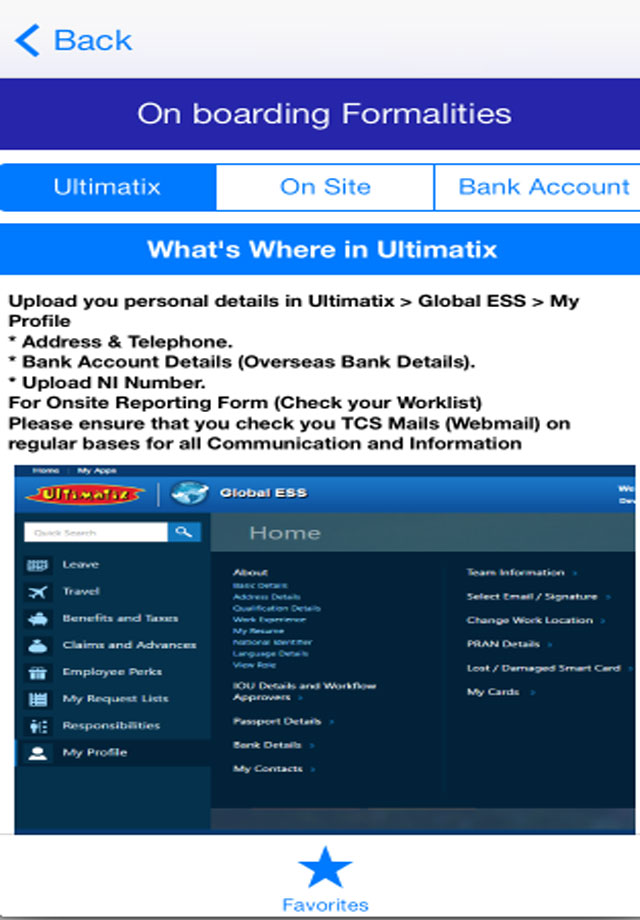 Back
On boarding Formalities
Ultimatix
On Site
Bank Account
What's Where in Ultimatix
Upload you personal details in Ultimatix > Global ESS > My
Profile
* Address & Telephone.
* Bank Account Details (Overseas Bank Details).
* Upload NI Number.
For Onsite Reporting Form (Check your Worklist)
Please ensure that you check you TCS Mails (Webmail) on
regular bases for all Communication and Information
Home
My Apps
Ultimatix
Global ESS
We
Dev
Quick Search
Home
Leave
Travel
Benefits and Taxes
Claims and Advances
Employee Perks
My Request Lists
Responsibilities
My Profile
About
Basic Details
Address Details
Qualification Details
Work Experience
My Resume
National Identifier
Language Details
View Role
IOU Details and Workflow
Approvers >
Passport Details >
Bank Details >
My Contacts >
Team Information >
Select Email / Signature >
Change Work Location >
PRAN Details >
Lost / Damaged Smart Card >
My Cards >
Favorites